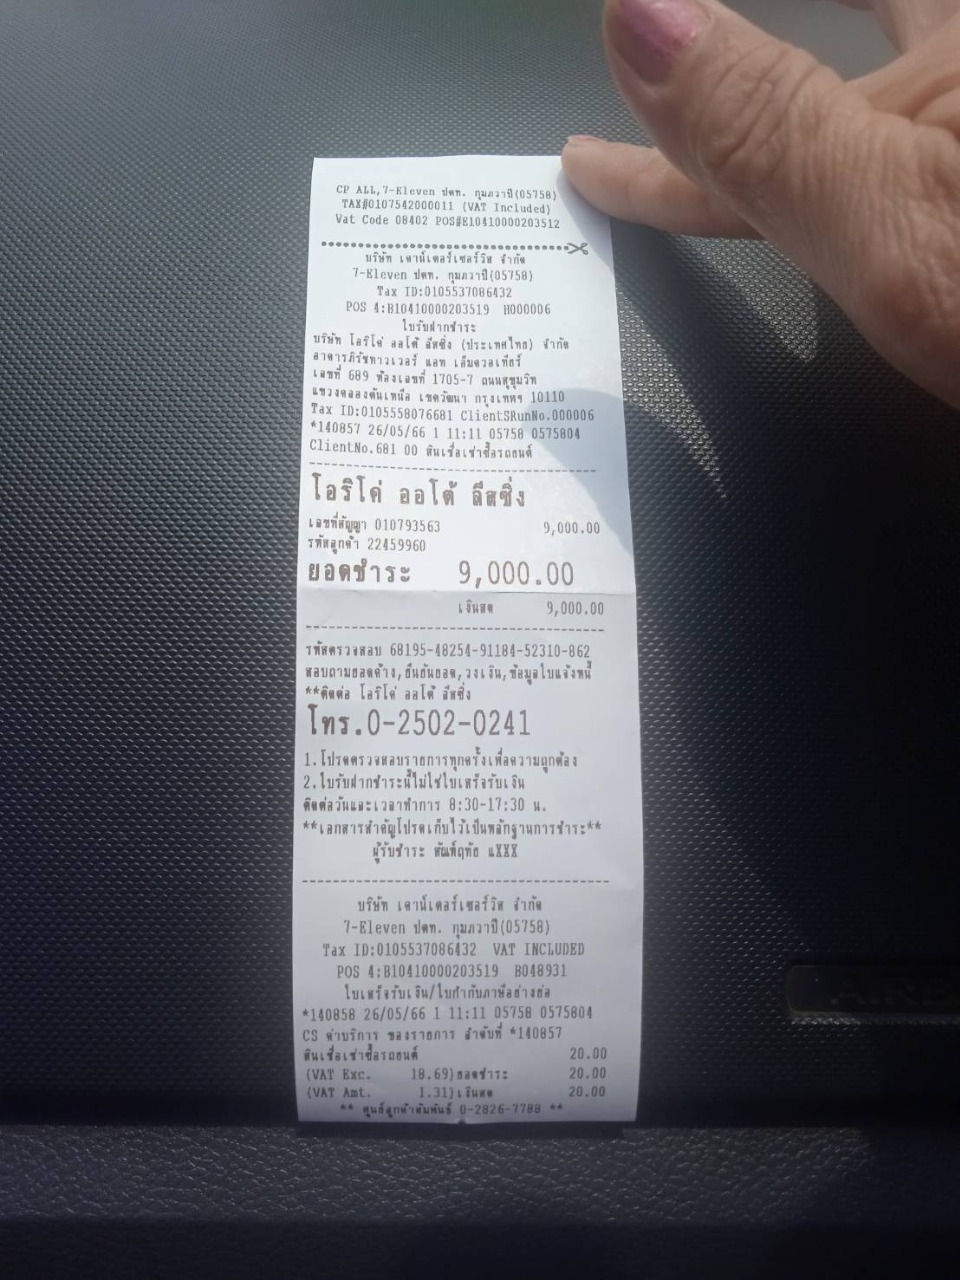 CP ALL,7-Eleven ปตท. กุมภวาปี(05758)
TAX#0107542000011 (VAT Included)
Vat Code 08402 POS#E10410000203512
บริษัท เคาน์เตอร์เซอร์วิส จำกัด
7-Eleven ปตท. กุมภวาปี(05758)
Tax ID:0105537086432
POS 4:B10410000203519 H000006
ใบรับฝากชำระ
บริษัท โอริโค่ ออโต้ ลีสซิ่ง (ประเทศไทย) จำกัด
อาคารภิรัชทาวเวอร์ แอท เอ็มควอเทียร์
เลขที่ 689 ห้องเลขที่ 1705-7 ถนนสุขุมวิท
แขวงคลองตันเหนือ เขตวัฒนา กรุงเทพฯ 10110
Tax ID:0105558076681 ClientSRunNo.000006
*140857 26/05/66 1 11:11 05758 0575804
ClientNo.681 00 สินเชื่อเช่าซื้อรถยนต์
โอริโค่ ออโต้ ลีสซิ่ง
เลขที่สัญญา 010793563 9,000.00
รหัสลูกค้า 22459960
ยอดชำระ 9,000.00
เงินสด 9,000.00
รหัสตรวจสอบ 68195-48254-91184-52310-862
สอบถามยอดค้าง,ยืนยันยอด,วงเงิน,ข้อมูลใบแจ้งหนี้
**ติดต่อ โอริโค่ ออโต้ ลีสซิ่ง
โทร.0-2502-0241
1.โปรดตรวจสอบรายการทุกครั้งเพื่อความถูกต้อง
2.ใบรับฝากชำระนี้ไม่ใช่ใบเสร็จรับเงิน
ติดต่อวันและเวลาทำการ 8:30-17:30 น.
**เอกสารสำคัญโปรดเก็บไว้เป็นหลักฐานการชำระ**
ผู้รับชำระ สัณห์ฤทัย แXXX
บริษัท เคาน์เตอร์เซอร์วิส จำกัด
7-Eleven ปตท. กุมภวาปี(05758)
Tax ID:0105537086432 VAT INCLUDED
POS 4:B10410000203519 B048931
ใบเสร็จรับเงิน/ใบกำกับภาษีอย่างย่อ
*140858 26/05/66 1 11:11 05758 0575804
CS ค่าบริการ ของรายการ ลำดับที่ *140857
สินเชื่อเช่าซื้อรถยนต์ 20.00
(VAT Exc. 18.69)ยอดชำระ 20.00
(VAT Amt. 1.31)เงินสด 20.00
** ศูนย์ลูกค้าสัมพันธ์ 0-2826-7788 **